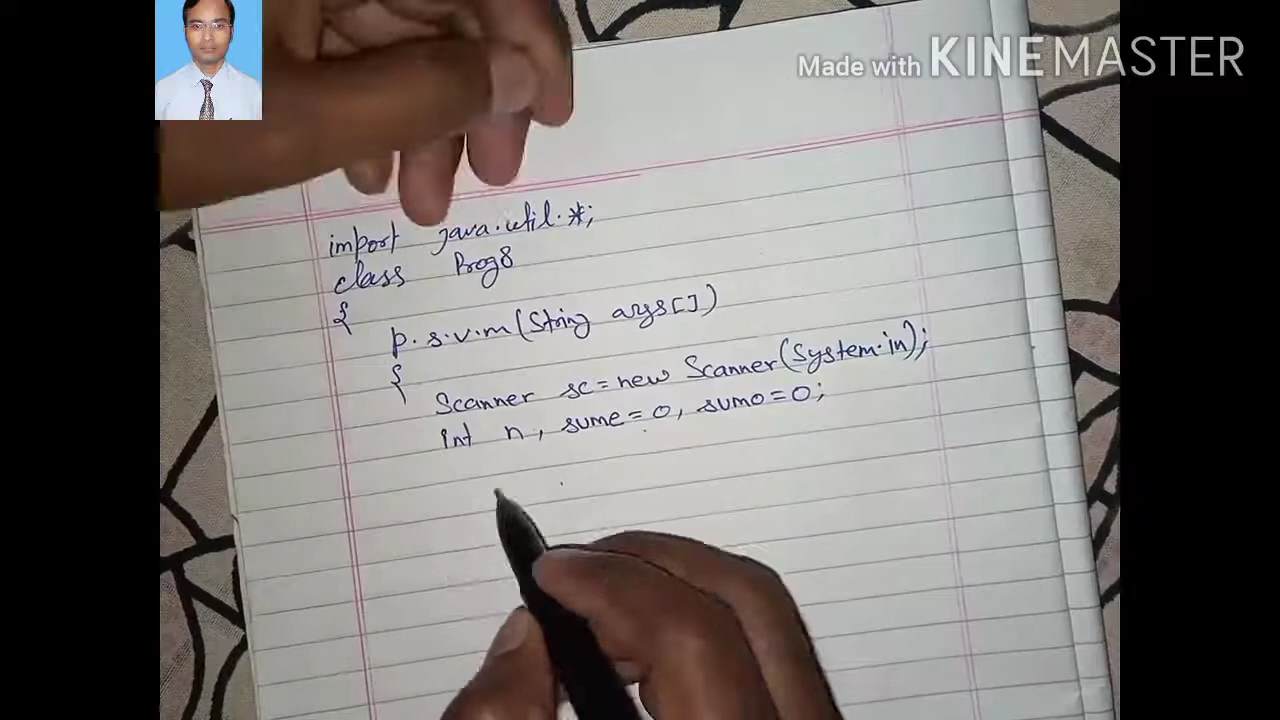 Made with KINEMASTER
import java.util.*;
class Prog8
{
p.s.v.m(String args[])
{
Scanner sc=new Scanner(System.in);
int n, sume=0, sumo=0;